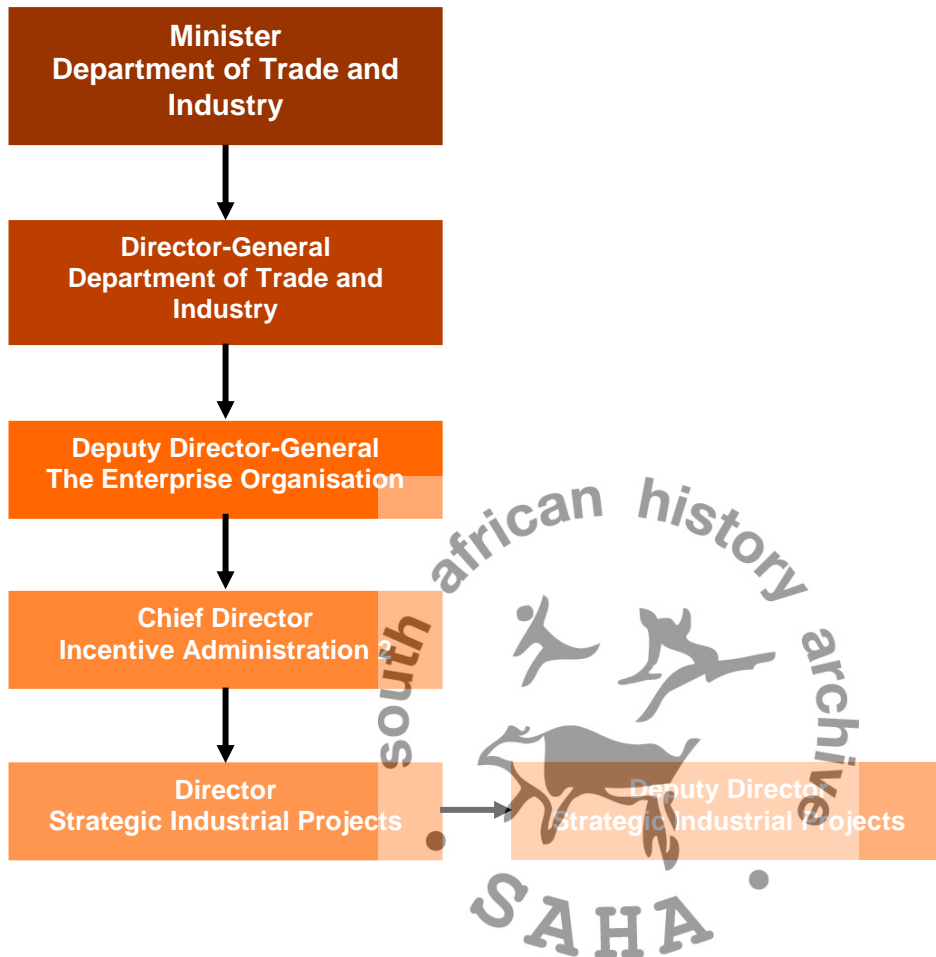 Minister
Department of Trade and
Industry
Director-General
Department of Trade and
Industry
Deputy Director-General
The Enterprise Organisation
Chief Director
Incentive Administration 2
Director
Strategic Industrial Projects
Deputy Director
Strategic Industrial Projects
south african history archive
• SAHA •